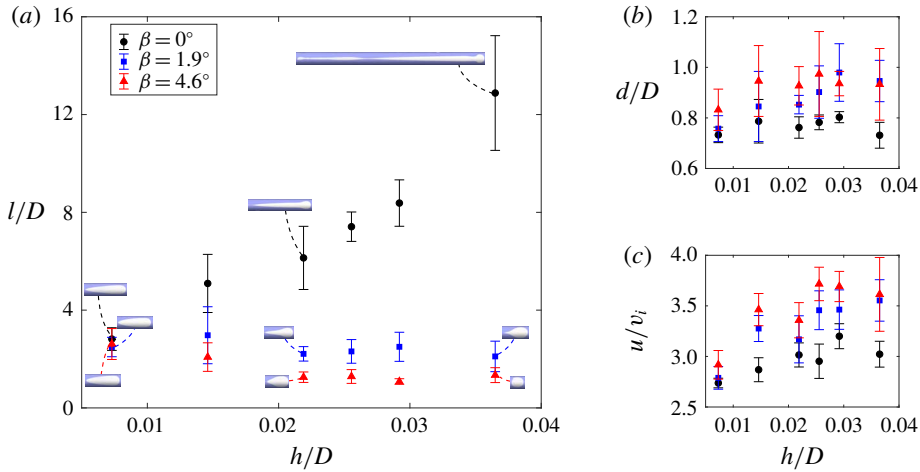 (a)
16
12
8
4
0
l/D
β = 0°
β = 1.9°
β = 4.6°
0.01 0.02 0.03 0.04
h/D
(b)
1.2
1.0
0.8
0.6
d/D
0.01 0.02 0.03 0.04
(c)
4.0
3.5
3.0
2.5
u/v_i
0.01 0.02 0.03 0.04
h/D